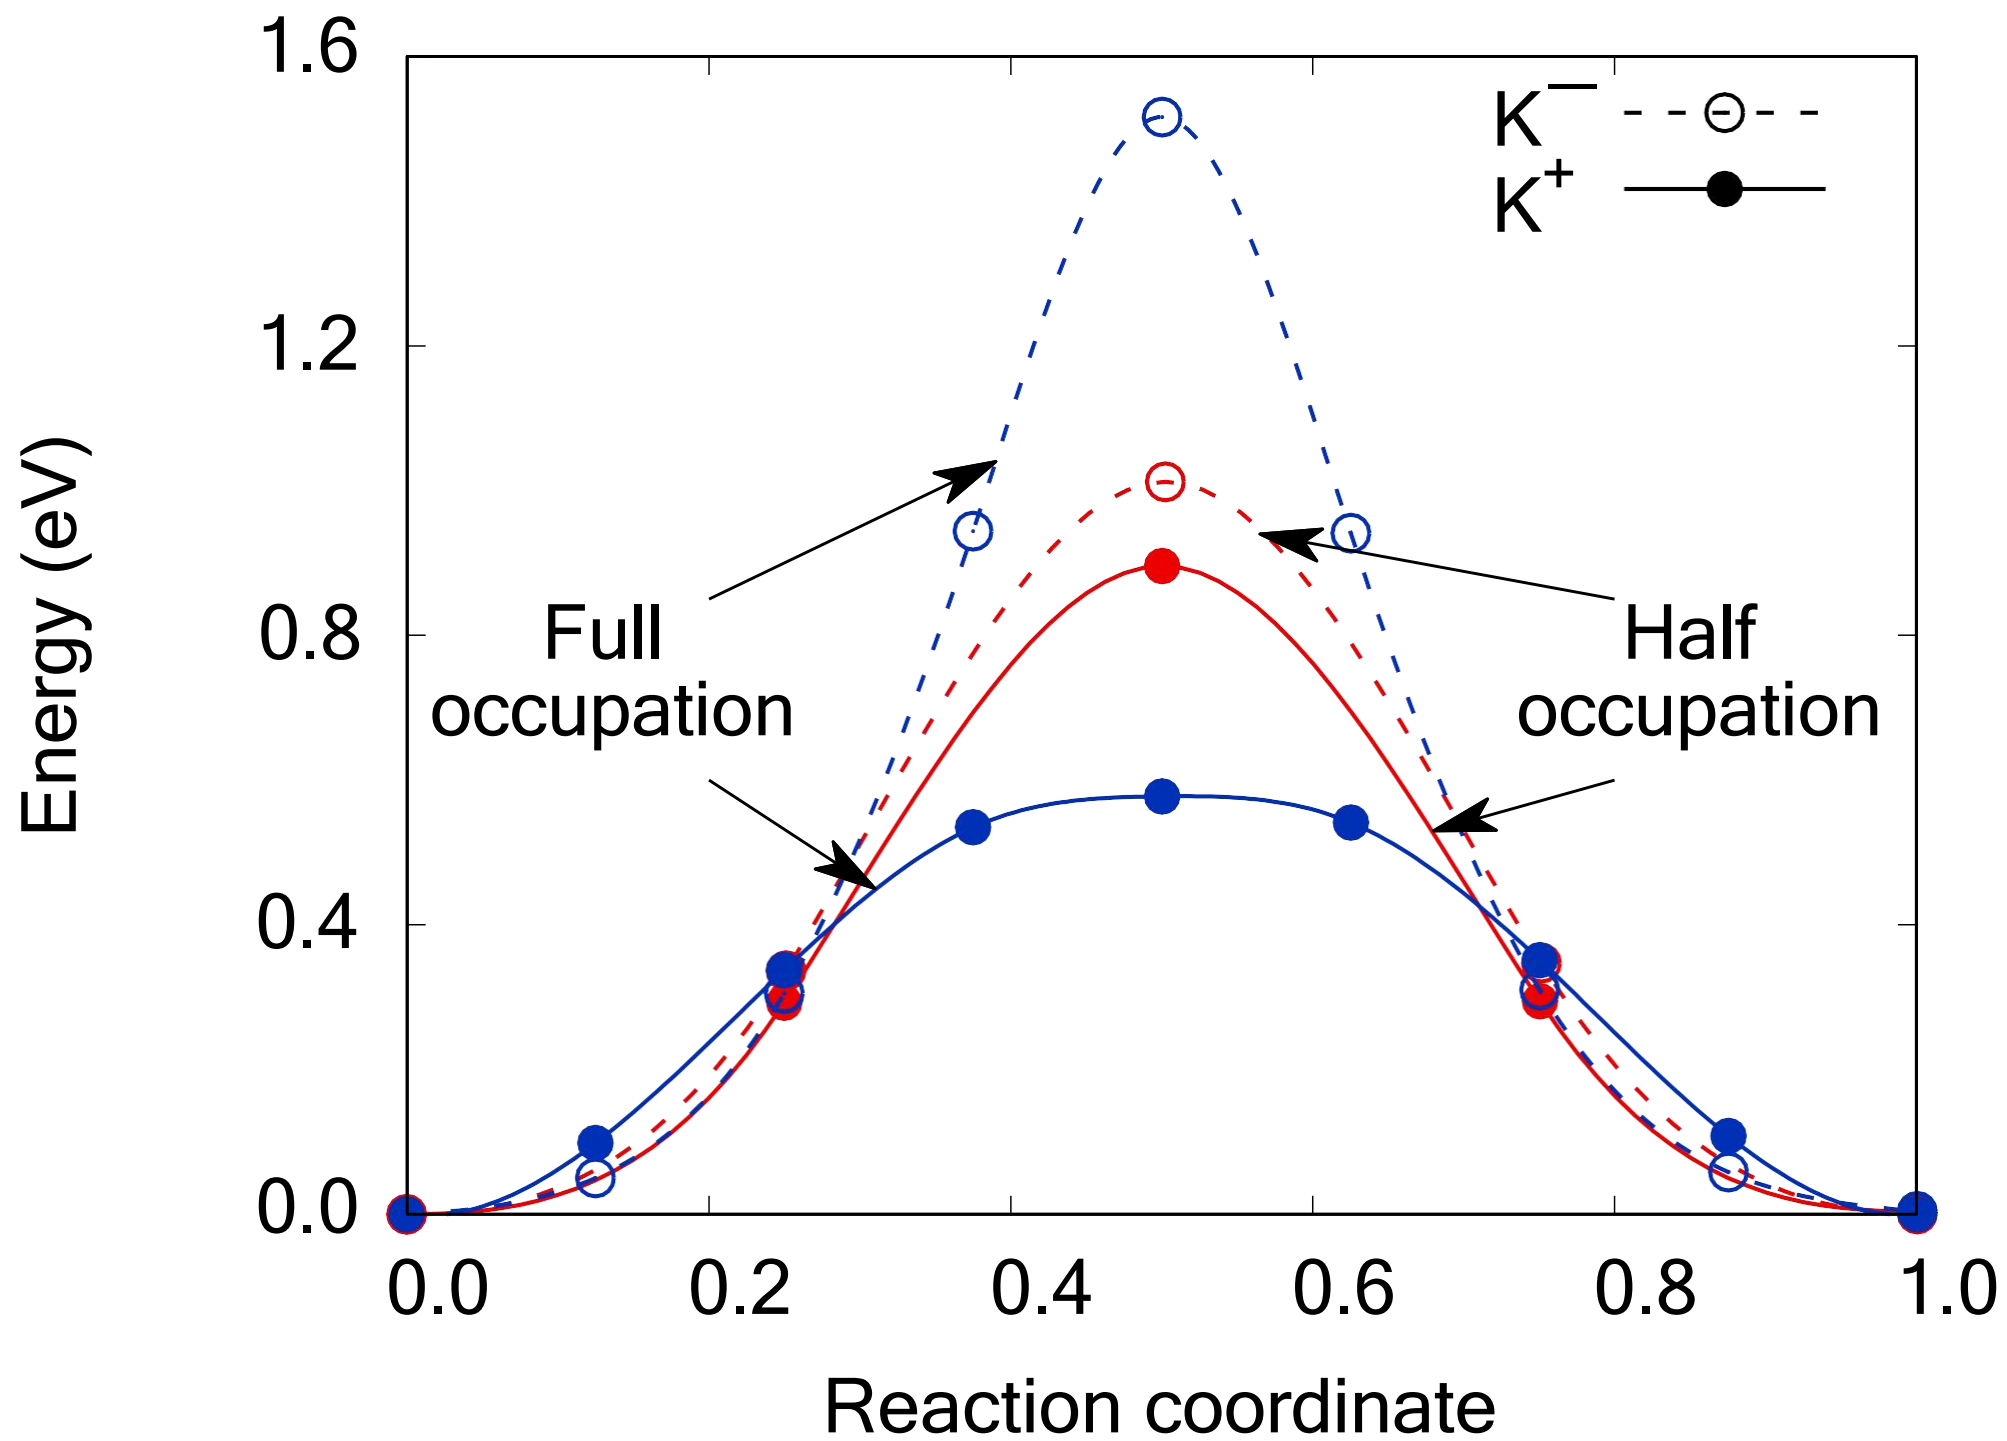 1.6
K⁻
K⁺
1.2
Energy (eV)
0.8
Full
occupation
Half
occupation
0.4
0.0
0.0 0.2 0.4 0.6 0.8 1.0
Reaction coordinate